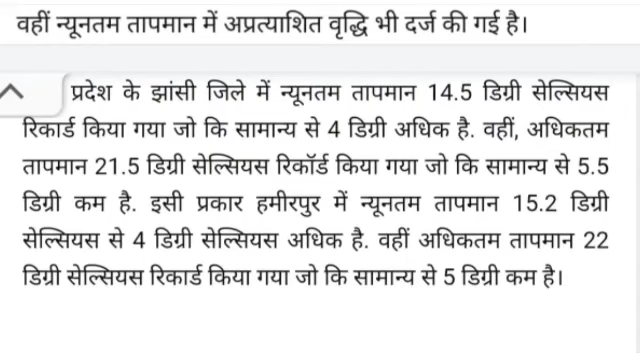 वहीं न्यूनतम तापमान में अप्रत्याशित वृद्धि भी दर्ज की गई है।
प्रदेश के झांसी जिले में न्यूनतम तापमान 14.5 डिग्री सेल्सियस
रिकार्ड किया गया जो कि सामान्य से 4 डिग्री अधिक है. वहीं, अधिकतम
तापमान 21.5 डिग्री सेल्सियस रिकॉर्ड किया गया जो कि सामान्य से 5.5
डिग्री कम है. इसी प्रकार हमीरपुर में न्यूनतम तापमान 15.2 डिग्री
सेल्सियस से 4 डिग्री सेल्सियस अधिक है. वहीं अधिकतम तापमान 22
डिग्री सेल्सियस रिकार्ड किया गया जो कि सामान्य से 5 डिग्री कम है।